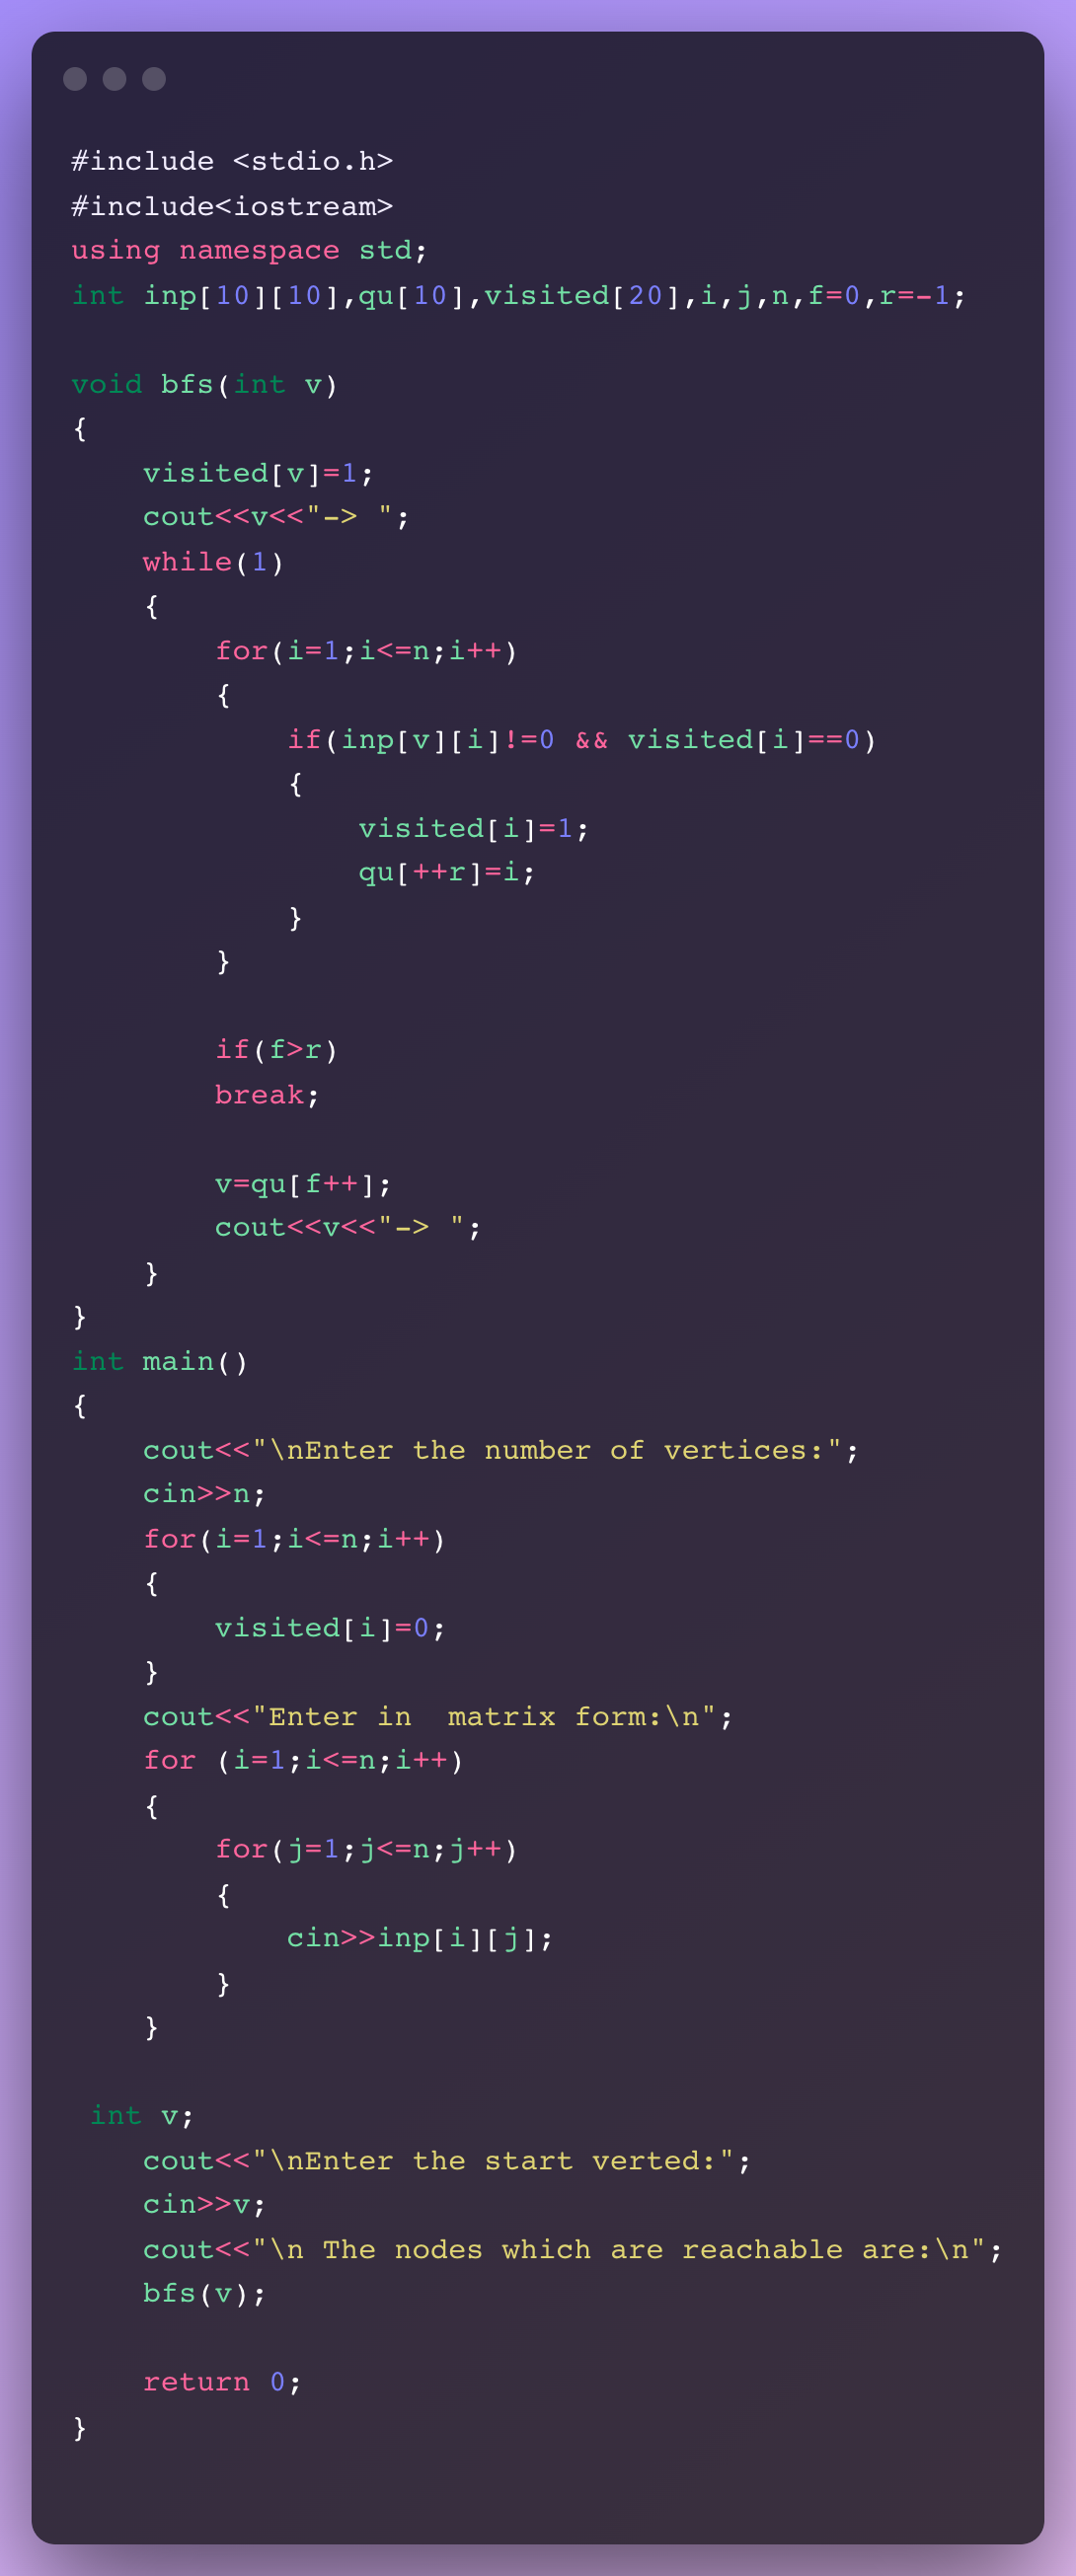 #include <stdio.h>
#include<iostream>
using namespace std;
int inp[10][10],qu[10],visited[20],i,j,n,f=0,r=-1;

void bfs(int v)
{
    visited[v]=1;
    cout<<v<<"-> ";
    while(1)
    {
        for(i=1;i<=n;i++)
        {
            if(inp[v][i]!=0 && visited[i]==0)
            {
                visited[i]=1;
                qu[++r]=i;
            }
        }

        if(f>r)
        break;

        v=qu[f++];
        cout<<v<<"-> ";
    }
}
int main()
{
    cout<<"\nEnter the number of vertices:";
    cin>>n;
    for(i=1;i<=n;i++)
    {
        visited[i]=0;
    }
    cout<<"Enter in  matrix form:\n";
    for (i=1;i<=n;i++)
    {
        for(j=1;j<=n;j++)
        {
            cin>>inp[i][j];
        }
    }

 int v;
    cout<<"\nEnter the start verted:";
    cin>>v;
    cout<<"\n The nodes which are reachable are:\n";
    bfs(v);

    return 0;
}